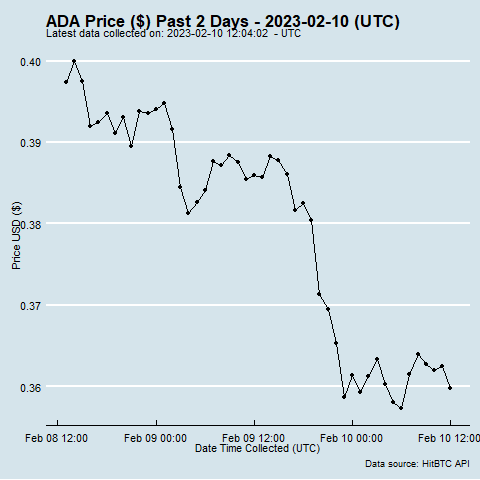 ADA Price ($) Past 2 Days - 2023-02-10 (UTC)
Latest data collected on: 2023-02-10 12:04:02  - UTC
0.40
0.39
0.38
0.37
0.36
Price USD ($)
Feb 08 12:00 Feb 09 00:00 Feb 09 12:00 Feb 10 00:00 Feb 10 12:00
Date Time Collected (UTC)
Data source: HitBTC API